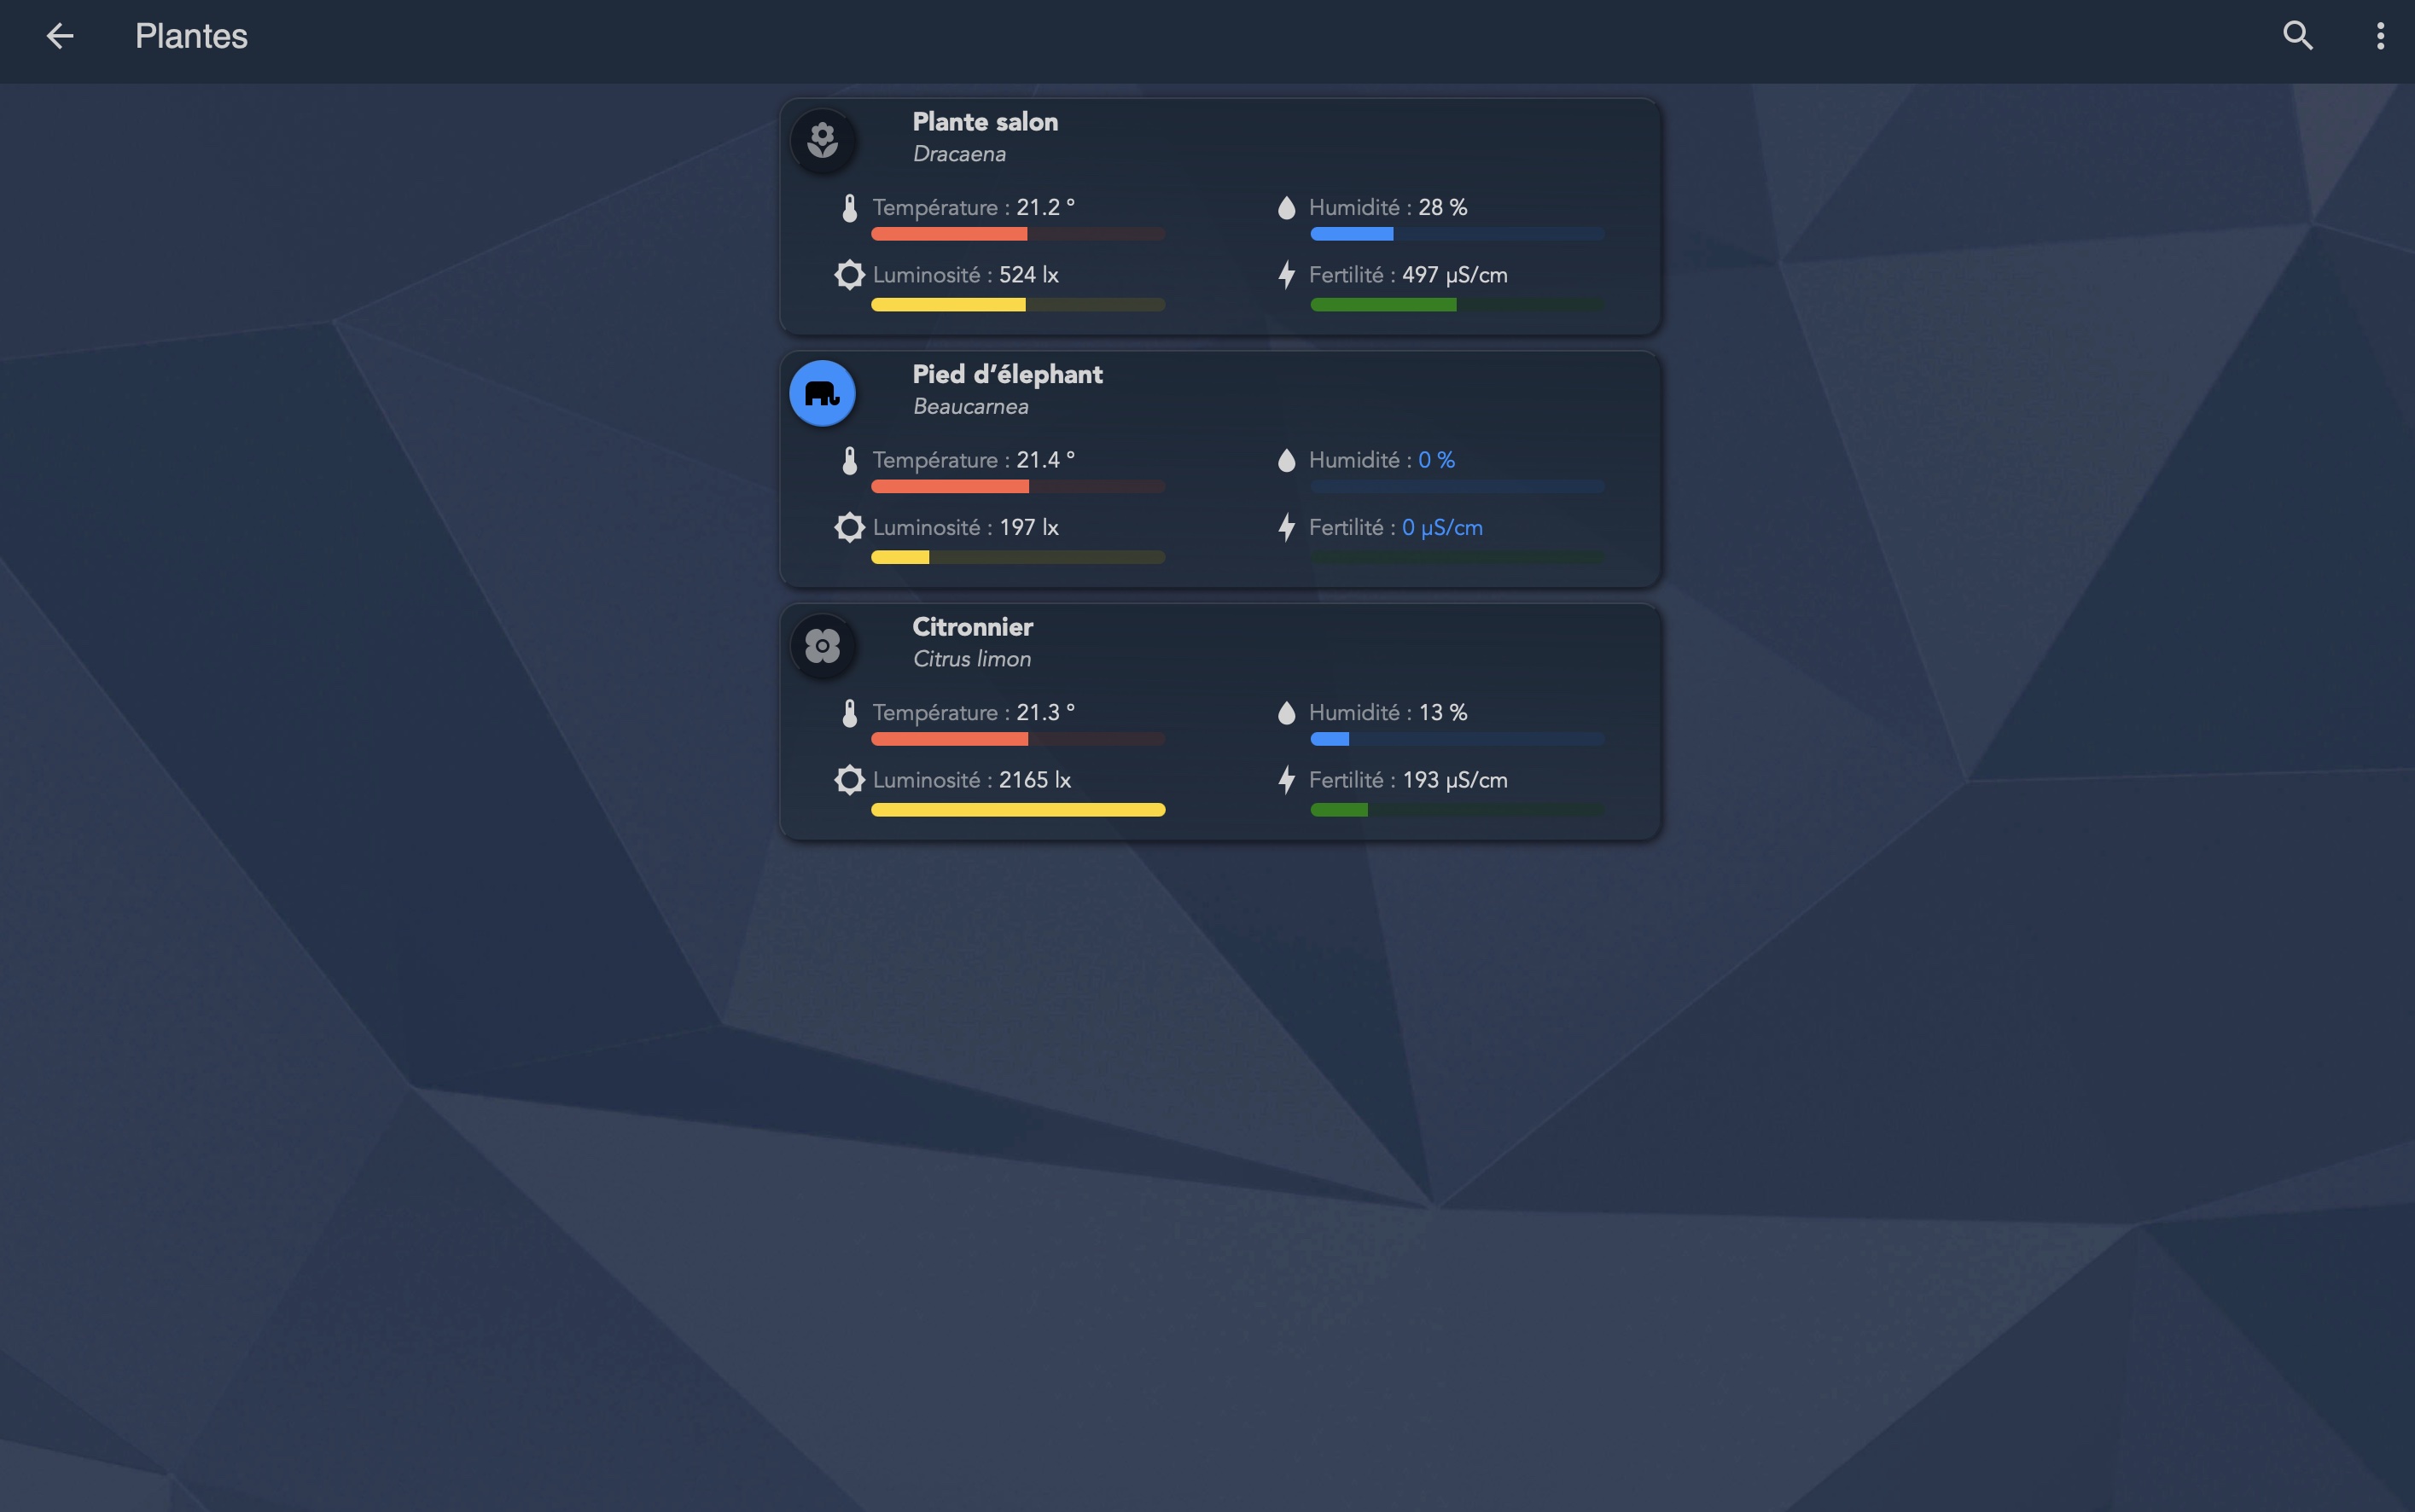 Plantes
Plante salon
Dracaena
Température : 21.2 °
Humidité : 28 %
Luminosité : 524 lx
Fertilité : 497 µS/cm
Pied d’élephant
Beaucarnea
Température : 21.4 °
Humidité : 0 %
Luminosité : 197 lx
Fertilité : 0 µS/cm
Citronnier
Citrus limon
Température : 21.3 °
Humidité : 13 %
Luminosité : 2165 lx
Fertilité : 193 µS/cm